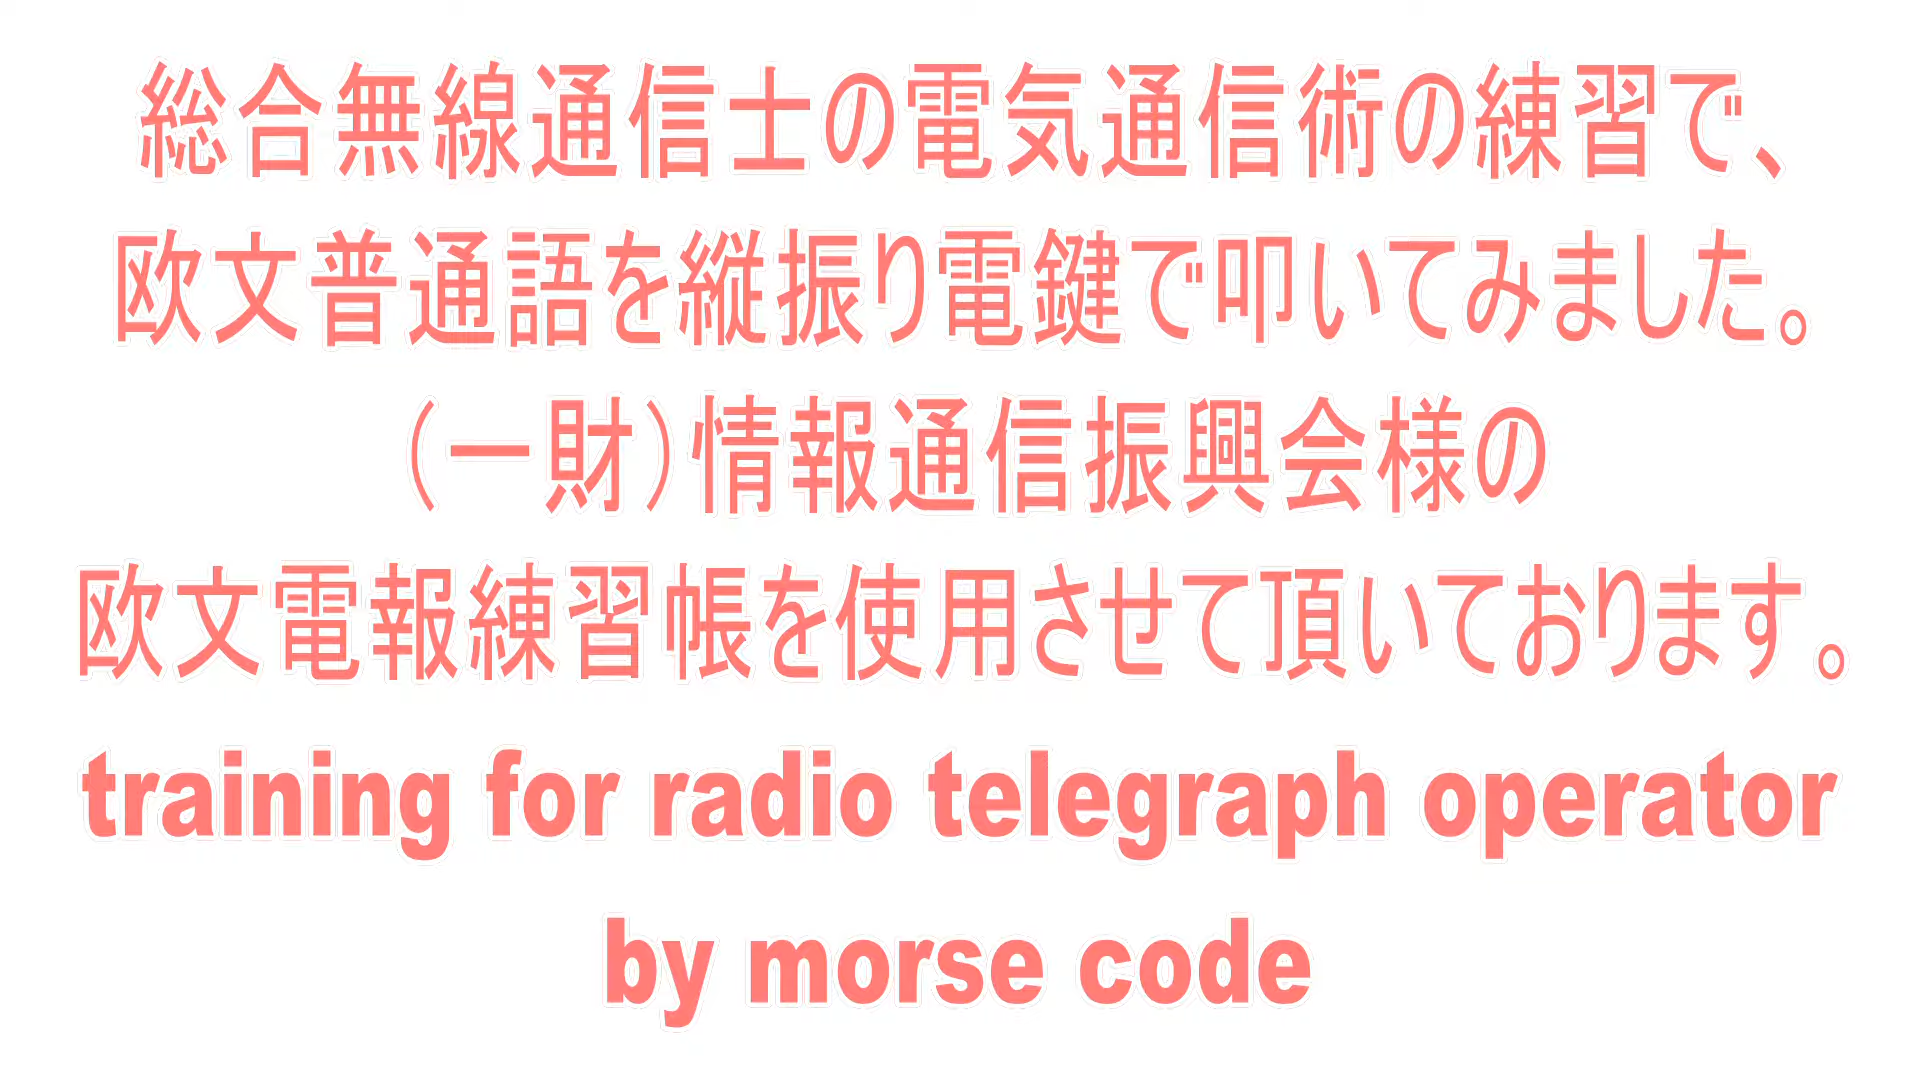 総合無線通信士の電気通信術の練習で、
欧文普通語を縦振り電鍵で叩いてみました。
（一財）情報通信振興会様の
欧文電報練習帳を使用させて頂いております。
training for radio telegraph operator
by morse code